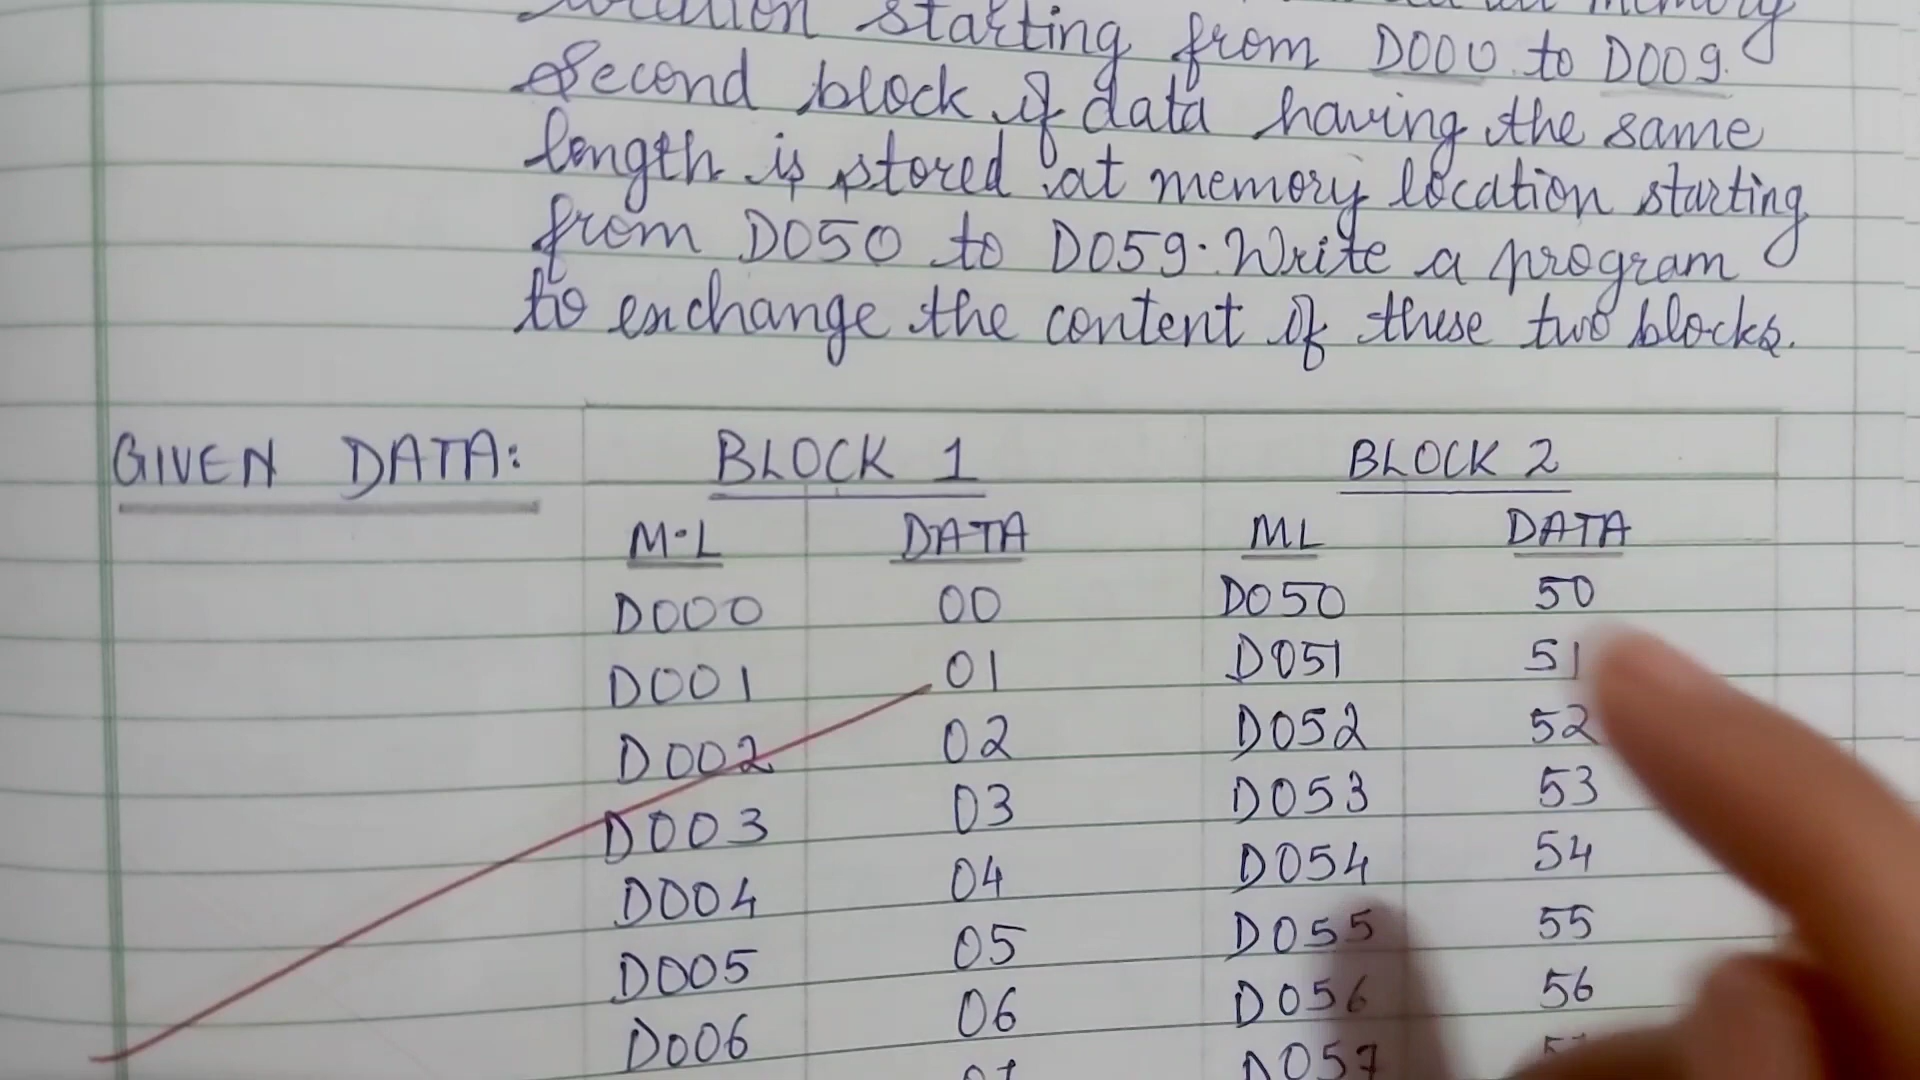 location starting from D000 to D009.
Second block of data having the same
length is stored at memory location starting
from D050 to D059. Write a program
to exchange the content of these two blocks.
GIVEN DATA: BLOCK 1 BLOCK 2
M.L DATA ML DATA
D000 00 D050 50
D001 01 D051 51
D002 02 D052 52
D003 03 D053 53
D004 04 D054 54
D005 05 D055 55
D006 06 D056 56
D057